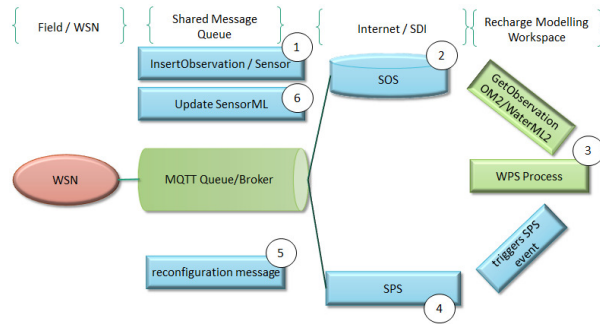 Field / WSN
Shared Message
Queue
Internet / SDI
Recharge Modelling
Workspace
1
InsertObservation / Sensor
6
Update SensorML
2
SOS
GetObservation
OM2/WaterML2
3
WPS Process
WSN
MQTT Queue/Broker
5
reconfiguration message
SPS
4
triggers SPS
event